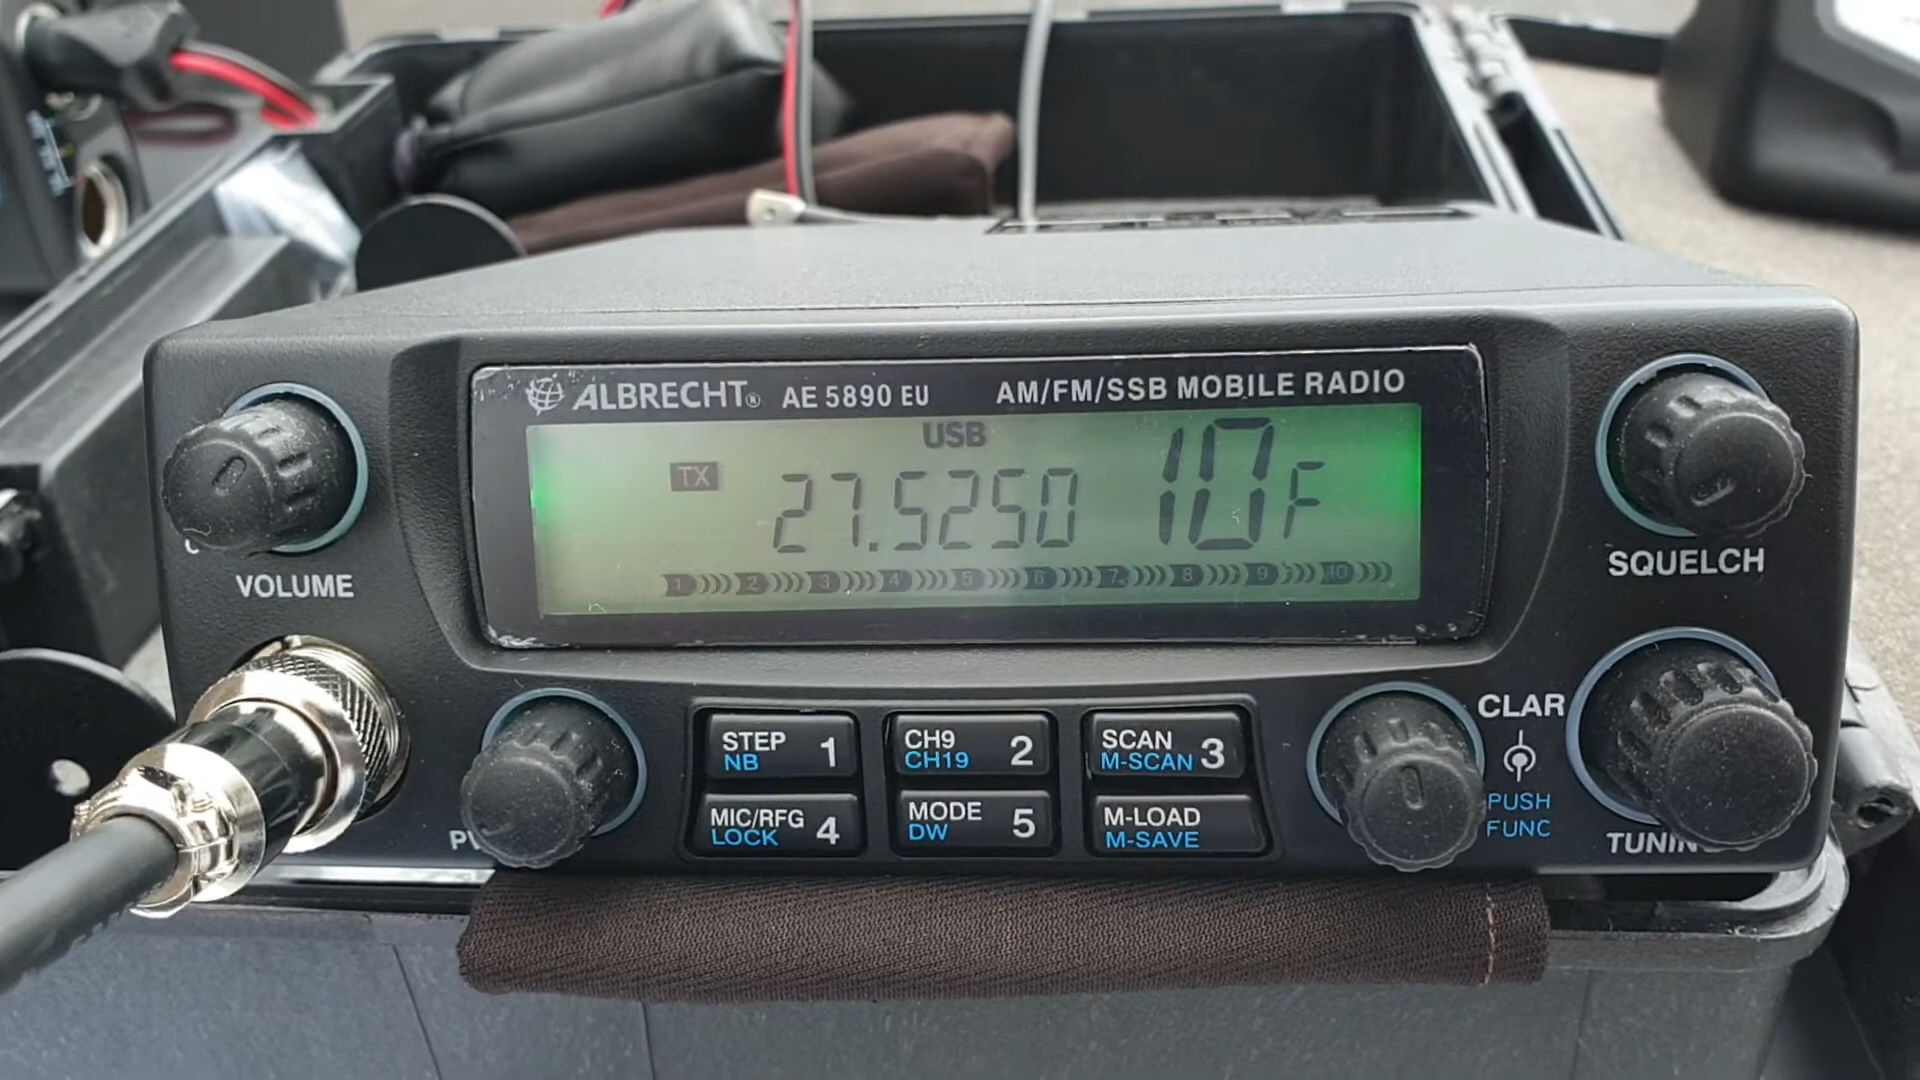 ALBRECHT® AE 5890 EU AM/FM/SSB MOBILE RADIO
USB
TX 27.5250 10F
1 2 3 4 5 6 7 8 9 10
VOLUME
SQUELCH
STEP 1
NB
CH9 2
CH19
SCAN 3
M-SCAN
CLAR
MIC/RFG 4
LOCK
MODE 5
DW
M-LOAD
M-SAVE
PUSH
FUNC